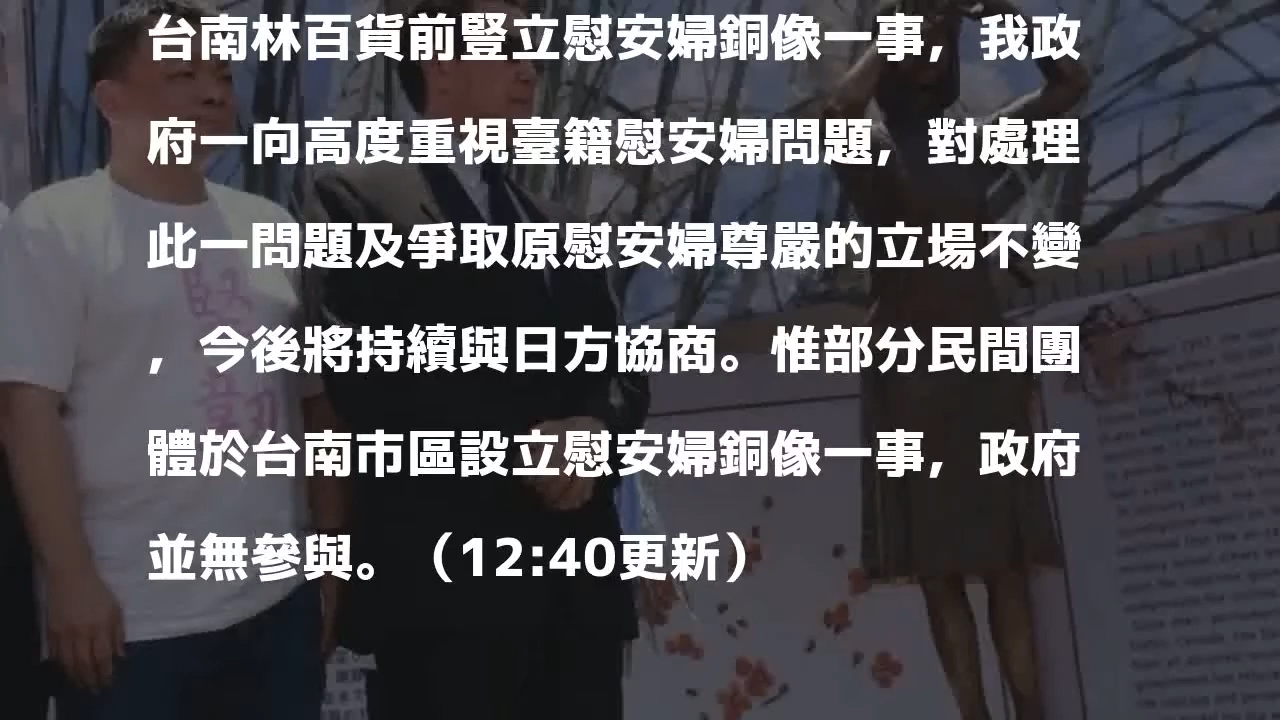 台南林百貨前豎立慰安婦銅像一事，我政
府一向高度重視臺籍慰安婦問題，對處理
此一問題及爭取原慰安婦尊嚴的立場不變
，今後將持續與日方協商。惟部分民間團
體於台南市區設立慰安婦銅像一事，政府
並無參與。（12:40更新）